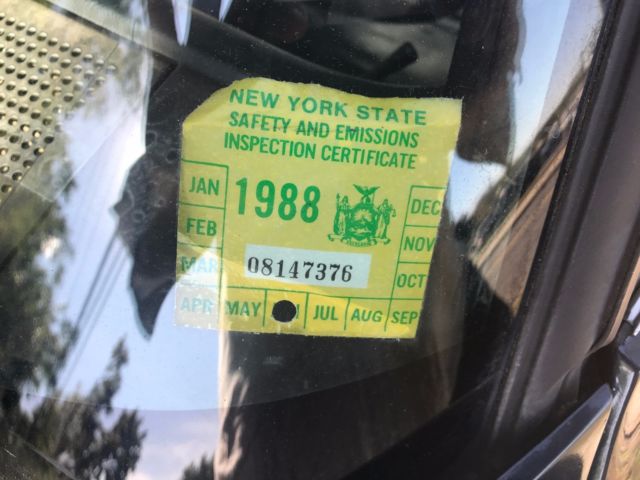 NEW YORK STATE
SAFETY AND EMISSIONS
INSPECTION CERTIFICATE
JAN
1988
DEC
FEB
NOV
MAR
08147376
OCT
APR MAY JUL AUG SEP